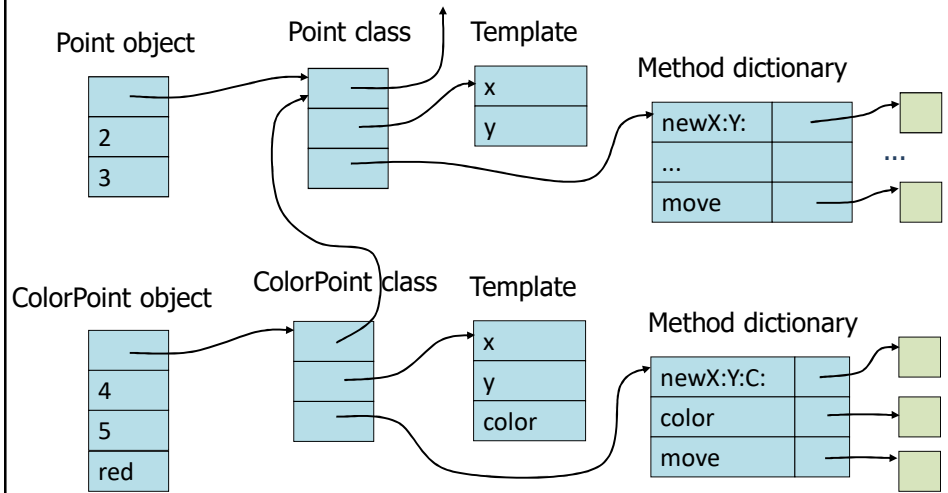 Point object
Point class
Template
Method dictionary
2
3
x
y
newX:Y:
...
move
...
ColorPoint object
ColorPoint class
Template
Method dictionary
4
5
red
x
y
color
newX:Y:C:
color
move